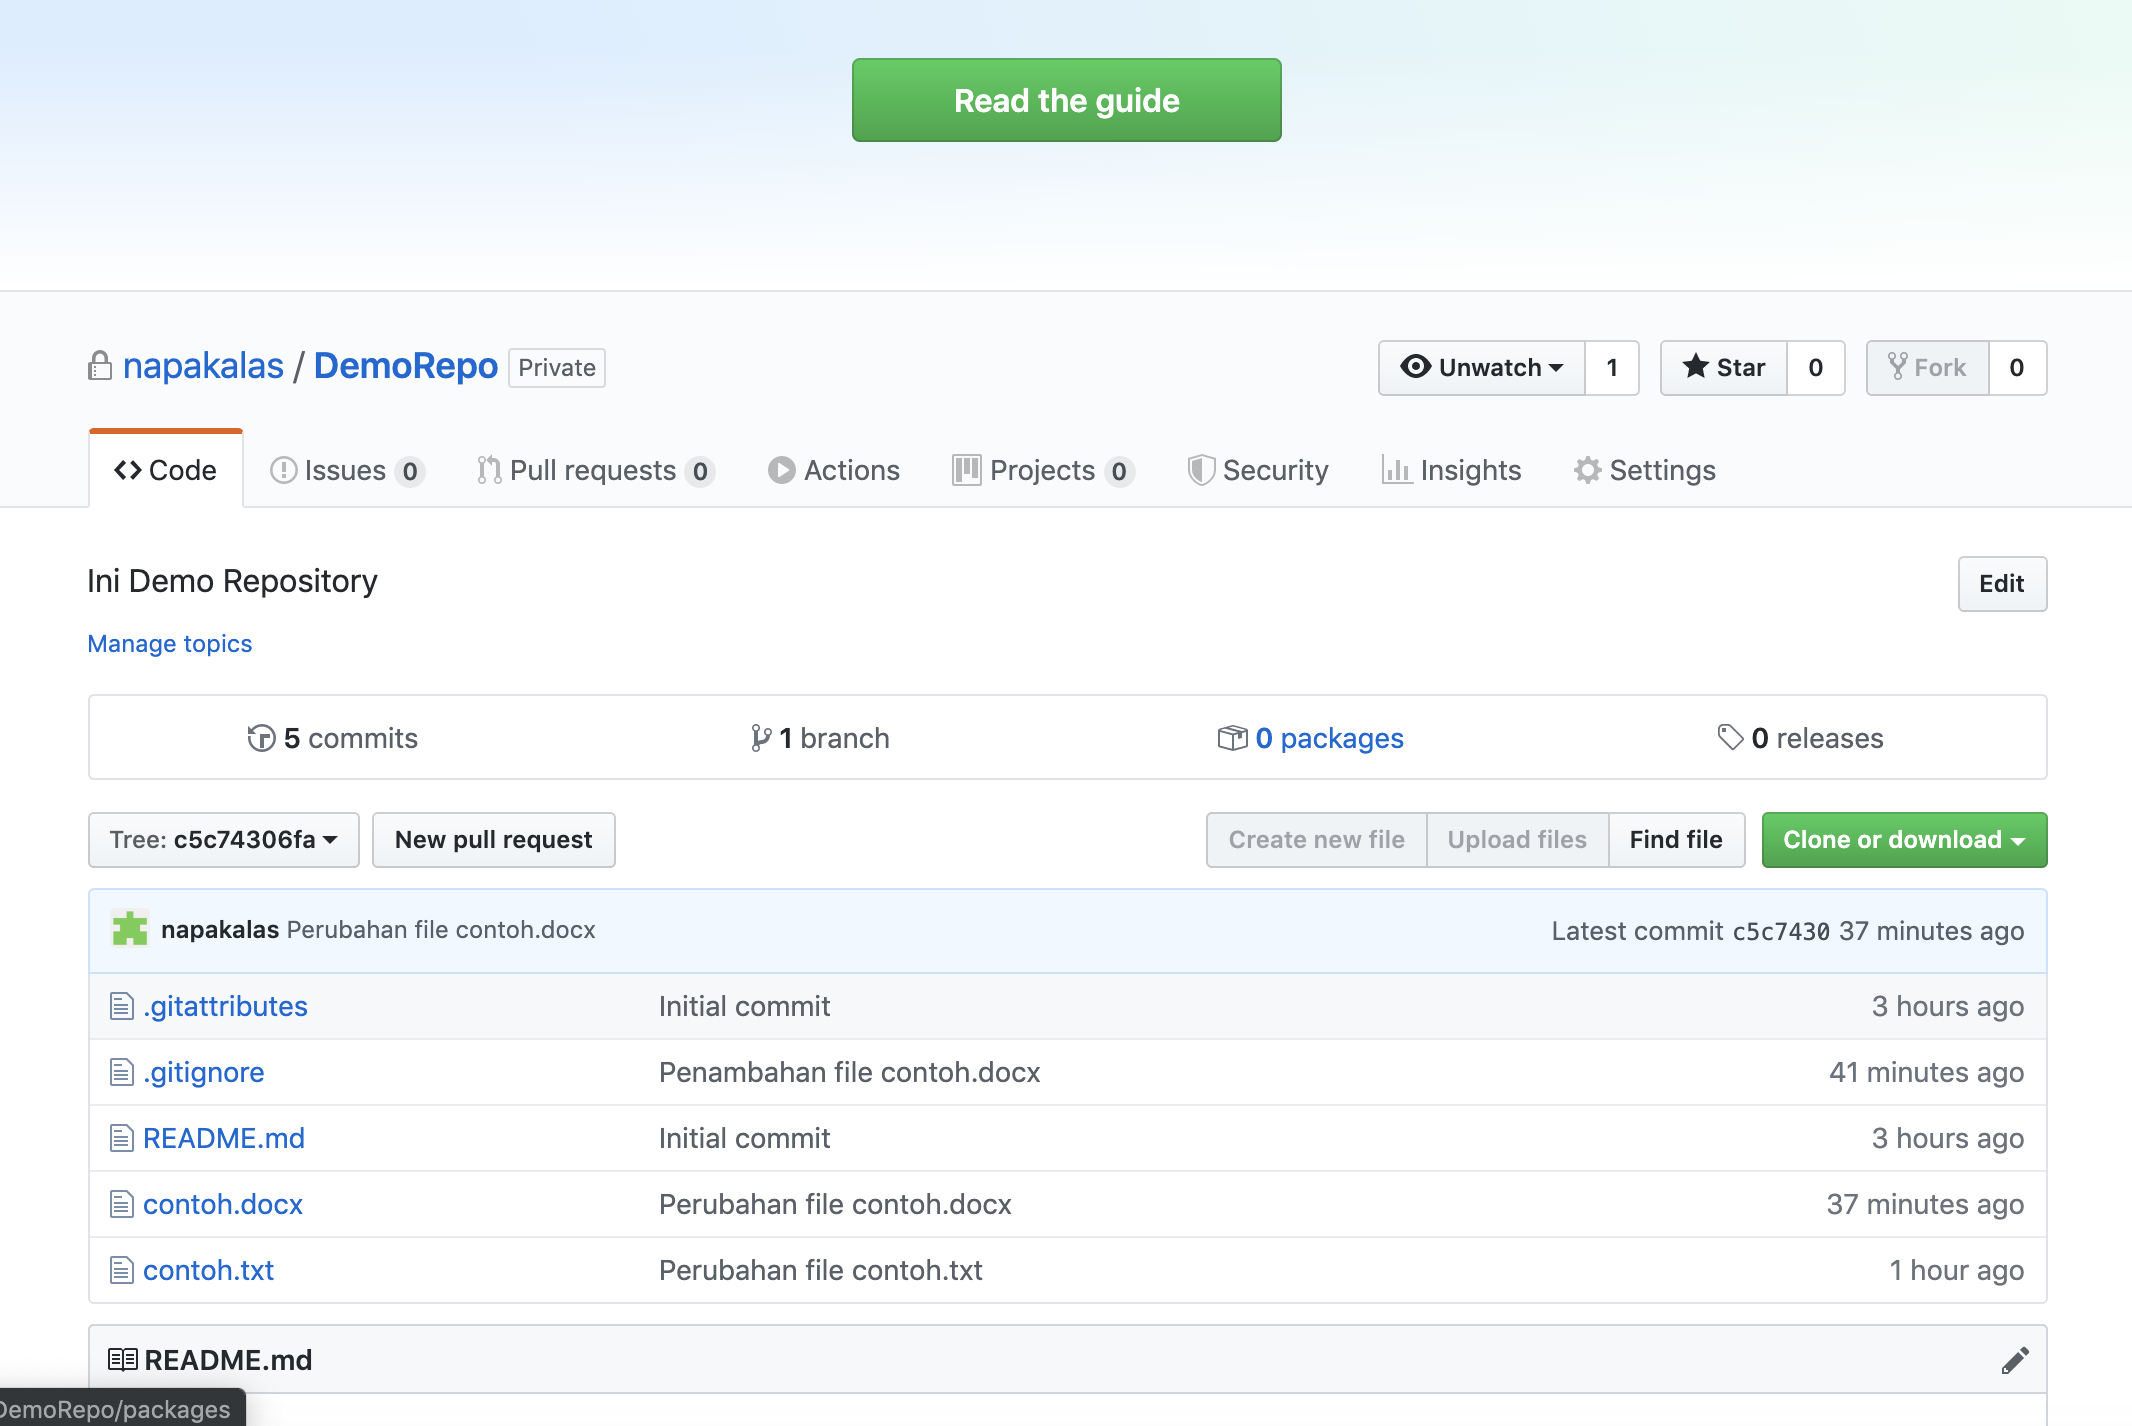 Read the guide
napakalas / DemoRepo Private
Unwatch 1 Star 0 Fork 0
Code Issues 0 Pull requests 0 Actions Projects 0 Security Insights Settings
Ini Demo Repository Edit
Manage topics
5 commits 1 branch 0 packages 0 releases
Tree: c5c74306fa New pull request Create new file Upload files Find file Clone or download
napakalas Perubahan file contoh.docx Latest commit c5c7430 37 minutes ago
.gitattributes Initial commit 3 hours ago
.gitignore Penambahan file contoh.docx 41 minutes ago
README.md Initial commit 3 hours ago
contoh.docx Perubahan file contoh.docx 37 minutes ago
contoh.txt Perubahan file contoh.txt 1 hour ago
README.md
DemoRepo/packages